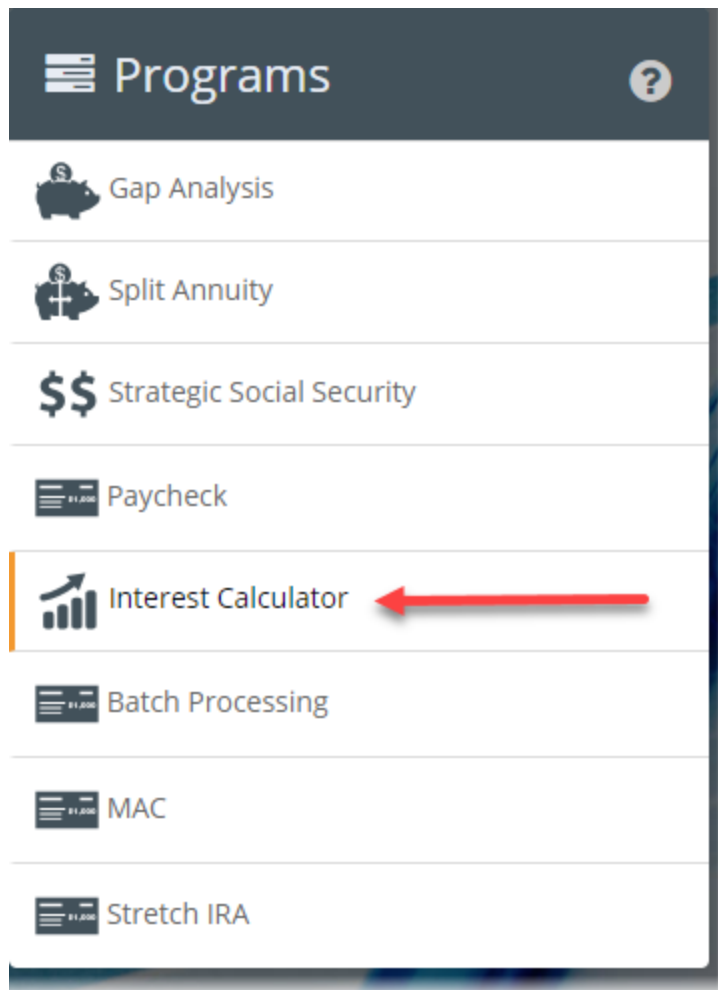 Programs
Gap Analysis
Split Annuity
$$ Strategic Social Security
Paycheck
Interest Calculator
Batch Processing
MAC
Stretch IRA